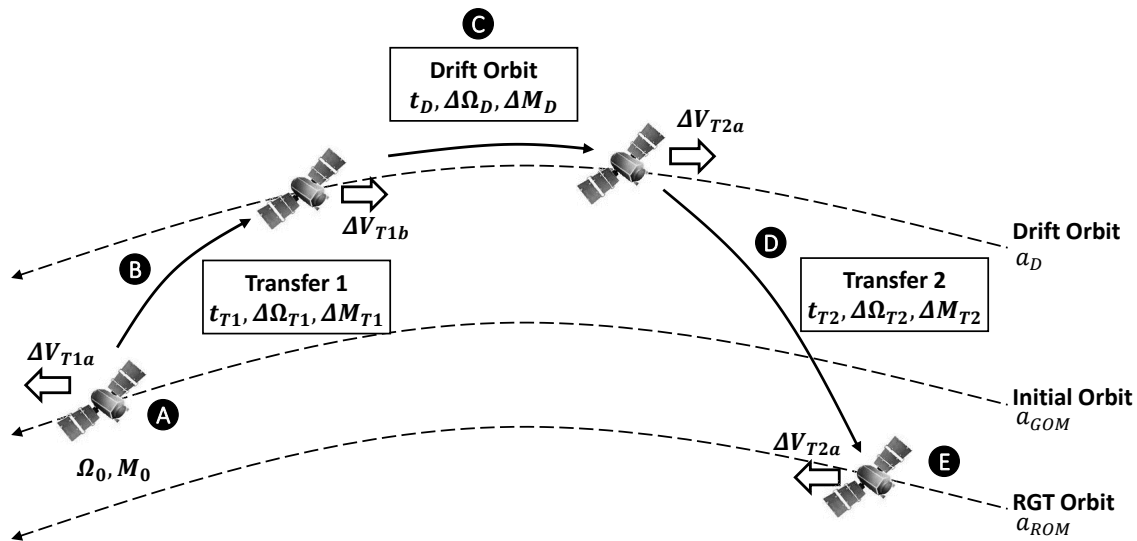 C
Drift Orbit
t_D, ΔΩ_D, ΔM_D
ΔV_T2a
ΔV_T1b
B
Transfer 1
t_T1, ΔΩ_T1, ΔM_T1
D
Transfer 2
t_T2, ΔΩ_T2, ΔM_T2
Drift Orbit
a_D
ΔV_T1a
A
Ω_0, M_0
Initial Orbit
a_GOM
ΔV_T2a
E
RGT Orbit
a_ROM